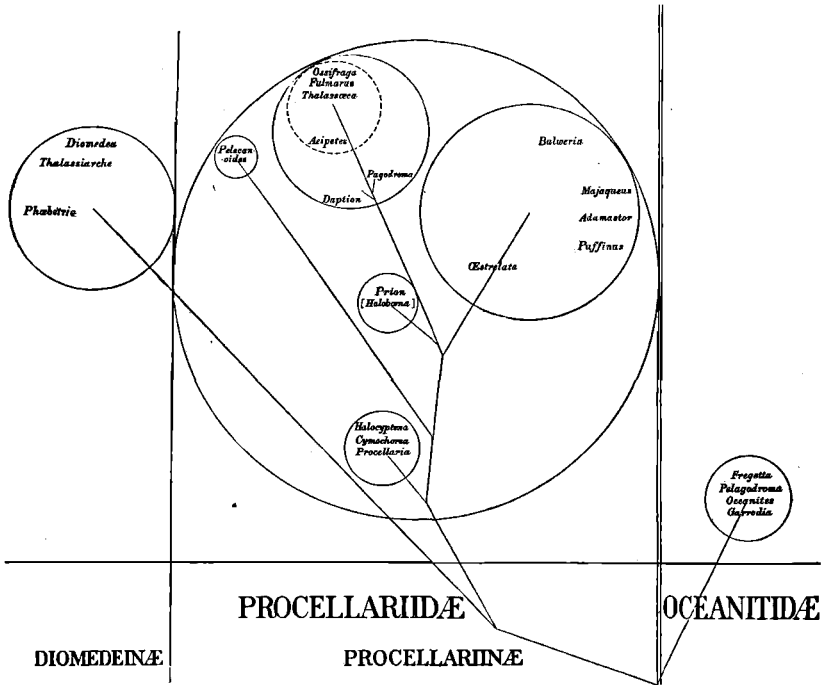 Ossifraga
Fulmarus
Thalassœca
Acipetes
Pagodroma
Daption
Bulweria
Majaqueus
Adamastor
Puffinus
Œstrelata
Diomedea
Thalassiarche
Phœbetria
Pelecan-
oides
Prion
[Halobæna]
Halocyptena
Cymochorea
Procellaria
Fregetta
Pelagodroma
Oceanites
Garrodia
PROCELLARIIDÆ
OCEANITIDÆ
DIOMEDEINÆ
PROCELLARIINÆ